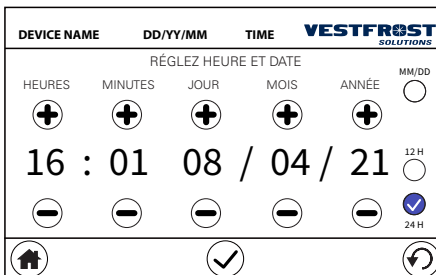 DEVICE NAME DD/YY/MM TIME VESTFROST
SOLUTIONS
RÉGLEZ HEURE ET DATE
MM/DD
HEURES MINUTES JOUR MOIS ANNÉE
16 : 01 08 / 04 / 21
12 H
24 H